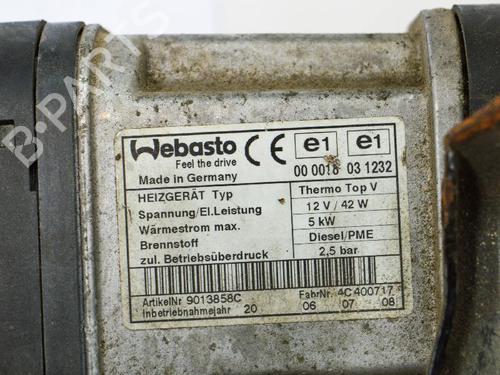 B-PARTS
Webasto
Feel the drive
CE
e1
e1
Made in Germany
00 0018
03 1232
HEIZGERÄT Typ
Thermo Top V
Spannung/El.Leistung
12 V / 42 W
Wärmestrom max.
5 kW
Brennstoff
Diesel/PME
zul. Betriebsüberdruck
2,5 bar
ArtikelNr 9013858C
FabrNr 4C400717
Inbetriebnahmejahr 20 06 07 08